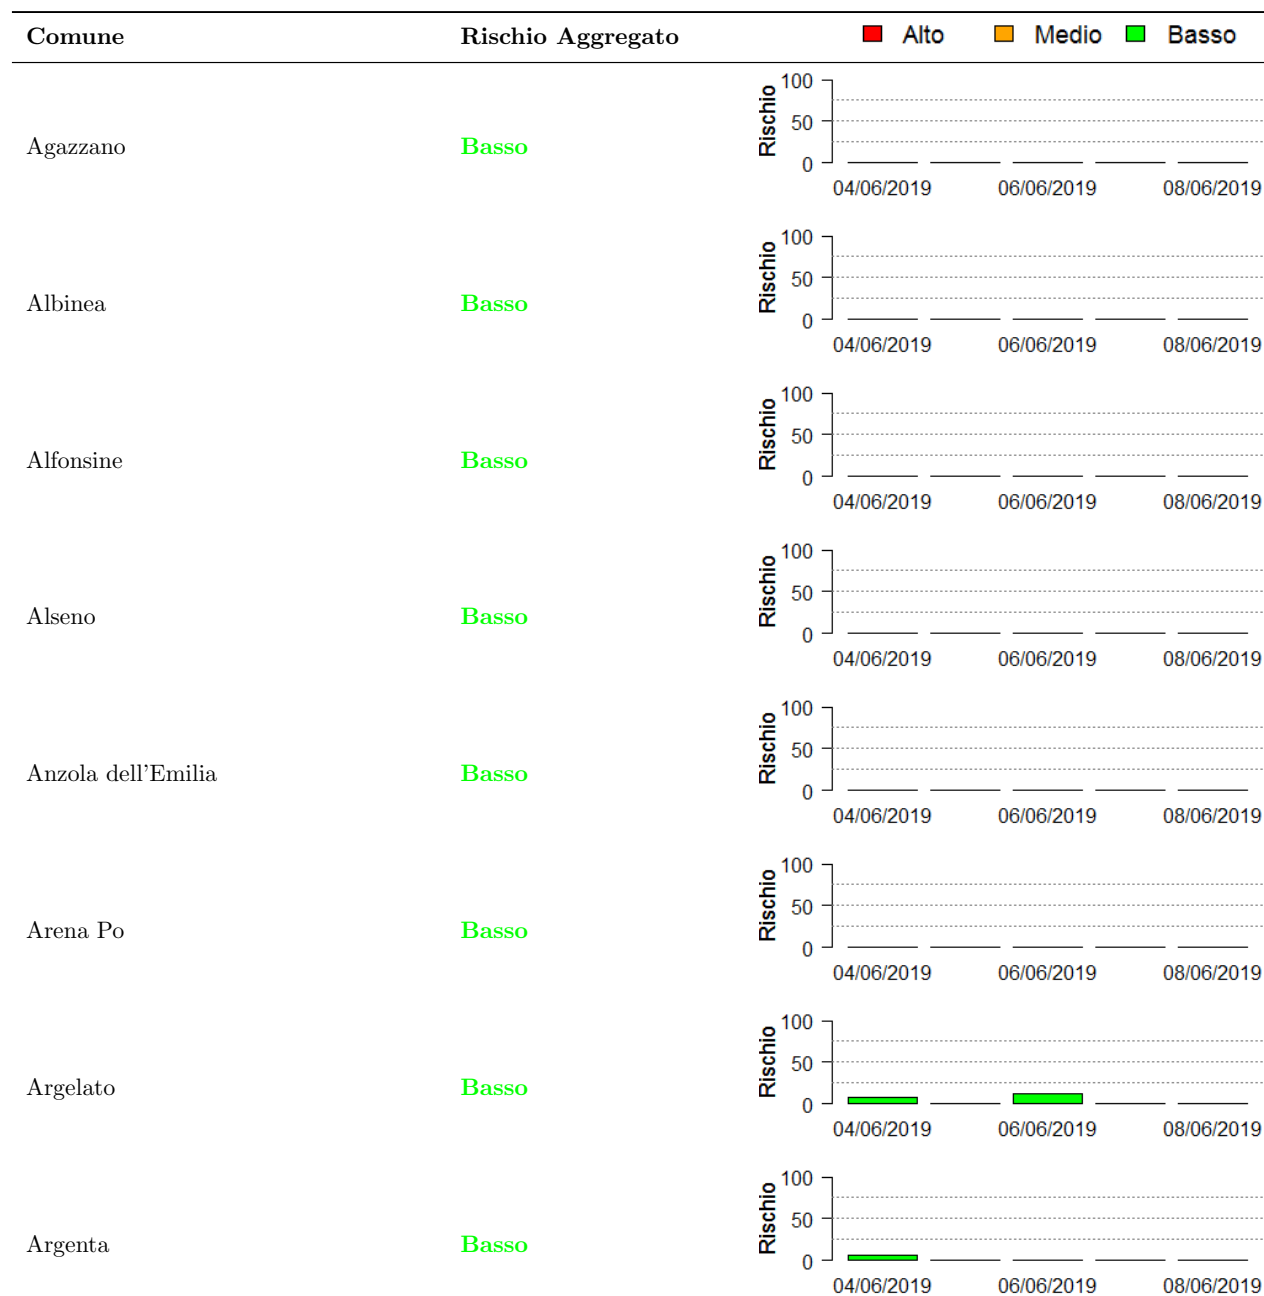 Comune Rischio Aggregato Alto Medio Basso
Agazzano Basso Rischio 100 50 0
04/06/2019 06/06/2019 08/06/2019
Albinea Basso Rischio 100 50 0
04/06/2019 06/06/2019 08/06/2019
Alfonsine Basso Rischio 100 50 0
04/06/2019 06/06/2019 08/06/2019
Alseno Basso Rischio 100 50 0
04/06/2019 06/06/2019 08/06/2019
Anzola dell'Emilia Basso Rischio 100 50 0
04/06/2019 06/06/2019 08/06/2019
Arena Po Basso Rischio 100 50 0
04/06/2019 06/06/2019 08/06/2019
Argelato Basso Rischio 100 50 0
04/06/2019 06/06/2019 08/06/2019
Argenta Basso Rischio 100 50 0
04/06/2019 06/06/2019 08/06/2019